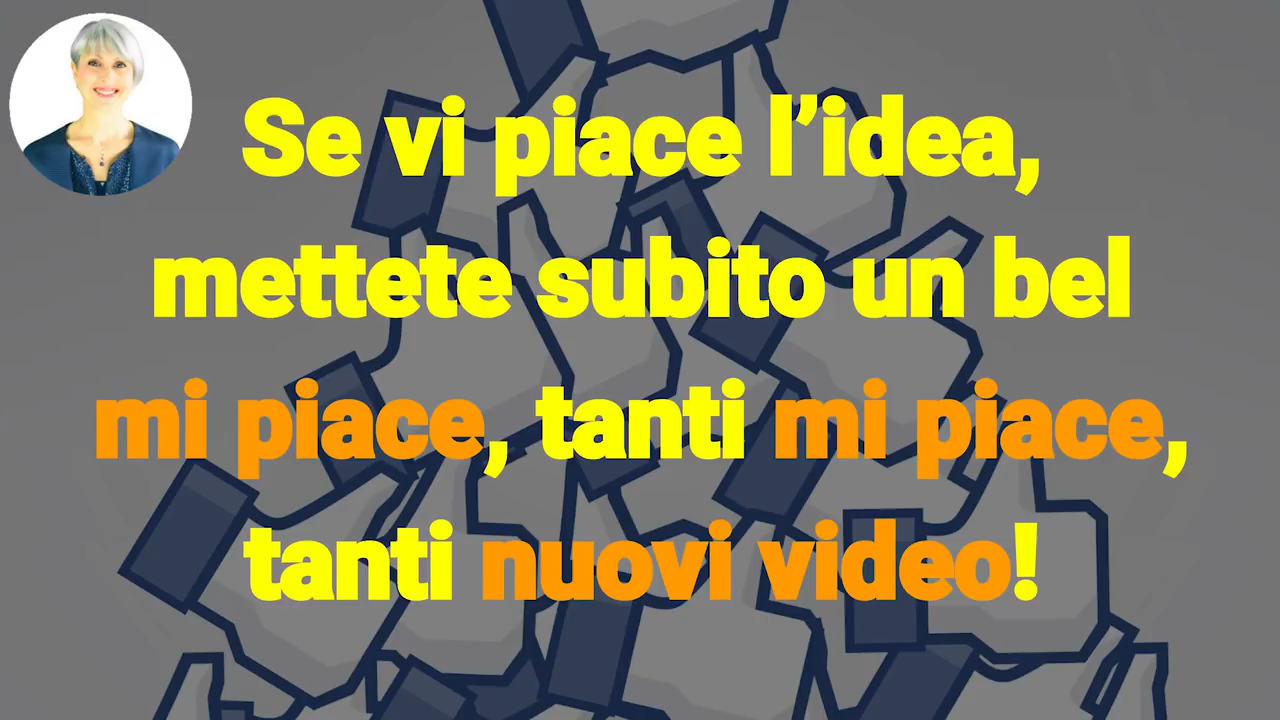 Se vi piace l’idea,
mettete subito un bel
mi piace, tanti mi piace,
tanti nuovi video!